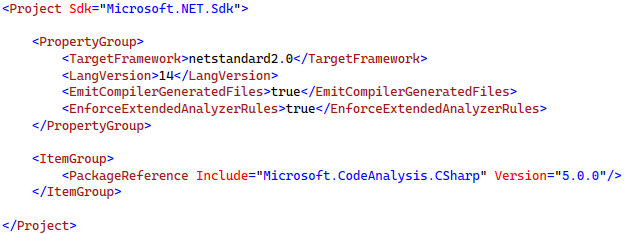 <Project Sdk="Microsoft.NET.Sdk">
<PropertyGroup>
<TargetFramework>netstandard2.0</TargetFramework>
<LangVersion>14</LangVersion>
<EmitCompilerGeneratedFiles>true</EmitCompilerGeneratedFiles>
<EnforceExtendedAnalyzerRules>true</EnforceExtendedAnalyzerRules>
</PropertyGroup>
<ItemGroup>
<PackageReference Include="Microsoft.CodeAnalysis.CSharp" Version="5.0.0"/>
</ItemGroup>
</Project>